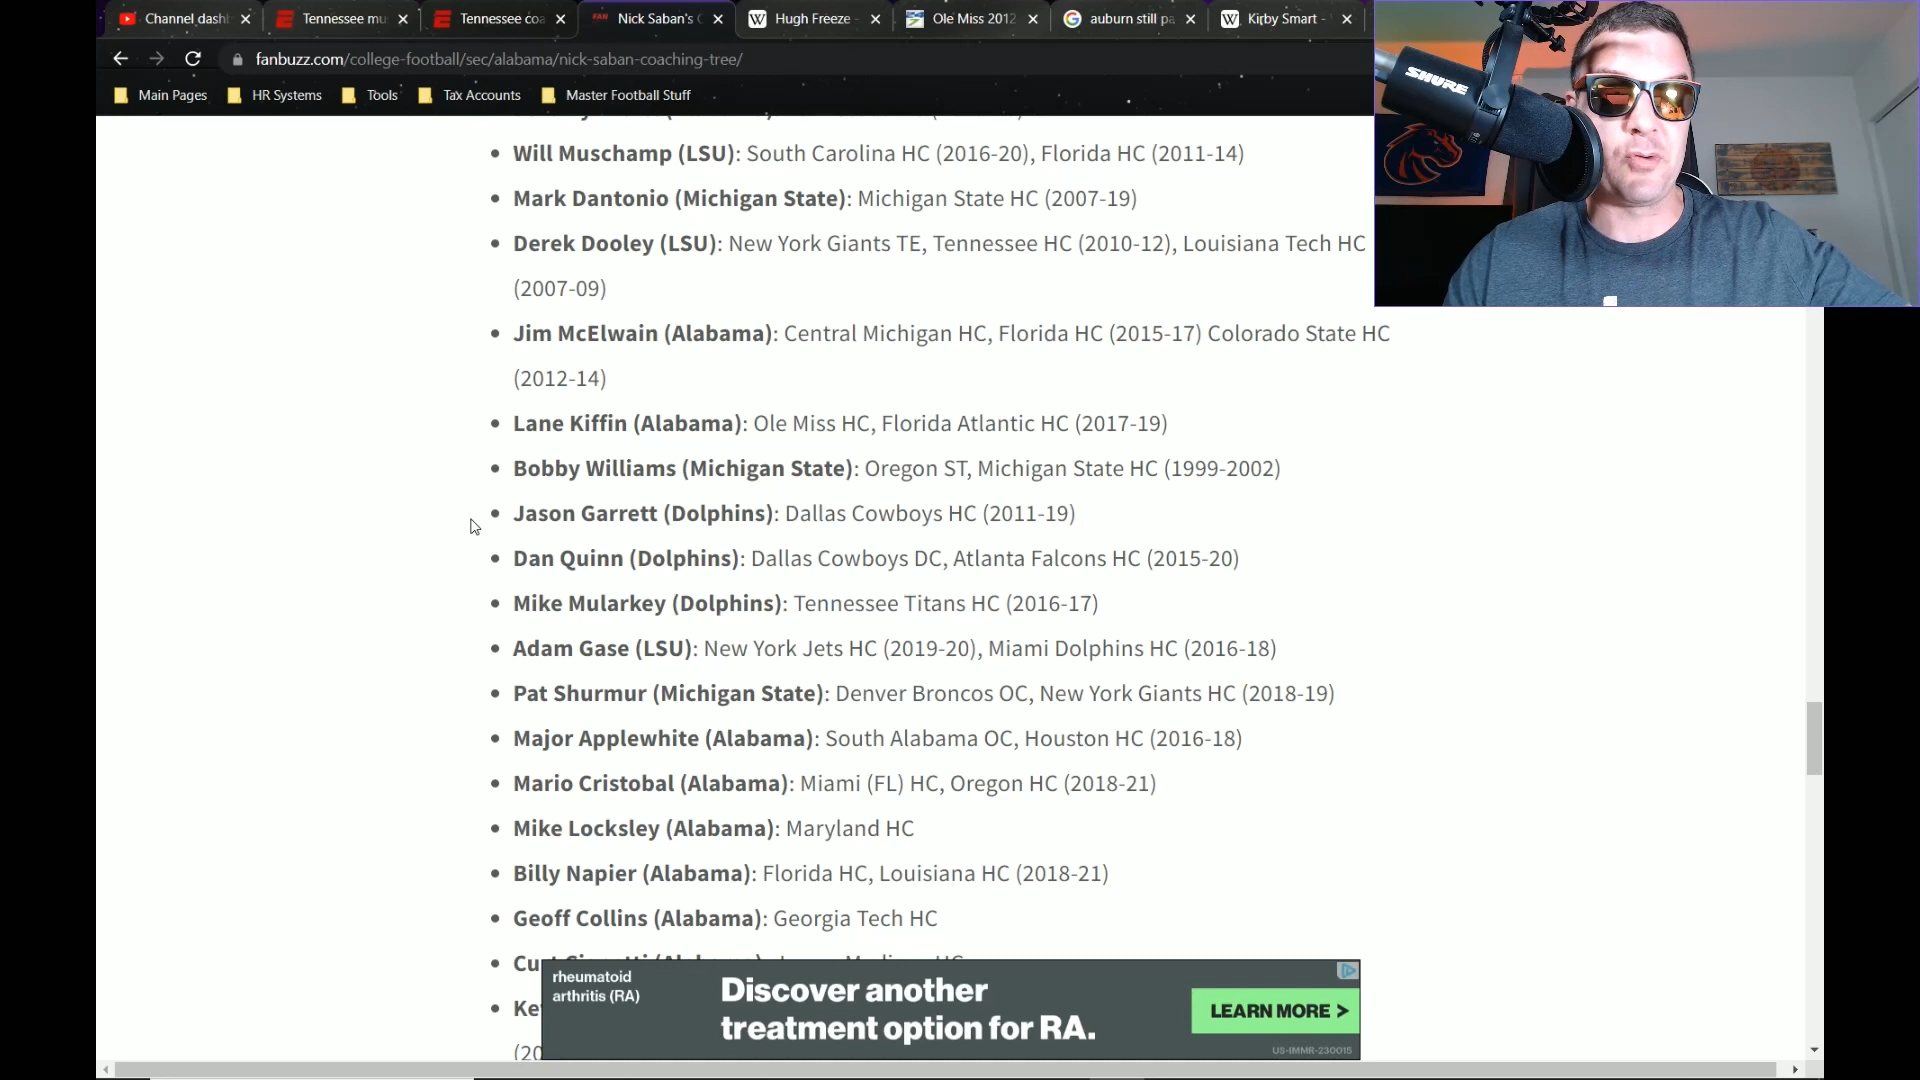 Channel dash
Tennessee mu
Tennessee coa
FAN Nick Saban's C
W Hugh Freeze -
Ole Miss 2012
G auburn still pa
W Kirby Smart -
fanbuzz.com/college-football/sec/alabama/nick-saban-coaching-tree/
Main Pages
HR Systems
Tools
Tax Accounts
Master Football Stuff
SHURE
Will Muschamp (LSU): South Carolina HC (2016-20), Florida HC (2011-14)
Mark Dantonio (Michigan State): Michigan State HC (2007-19)
Derek Dooley (LSU): New York Giants TE, Tennessee HC (2010-12), Louisiana Tech HC
(2007-09)
Jim McElwain (Alabama): Central Michigan HC, Florida HC (2015-17) Colorado State HC
(2012-14)
Lane Kiffin (Alabama): Ole Miss HC, Florida Atlantic HC (2017-19)
Bobby Williams (Michigan State): Oregon ST, Michigan State HC (1999-2002)
Jason Garrett (Dolphins): Dallas Cowboys HC (2011-19)
Dan Quinn (Dolphins): Dallas Cowboys DC, Atlanta Falcons HC (2015-20)
Mike Mularkey (Dolphins): Tennessee Titans HC (2016-17)
Adam Gase (LSU): New York Jets HC (2019-20), Miami Dolphins HC (2016-18)
Pat Shurmur (Michigan State): Denver Broncos OC, New York Giants HC (2018-19)
Major Applewhite (Alabama): South Alabama OC, Houston HC (2016-18)
Mario Cristobal (Alabama): Miami (FL) HC, Oregon HC (2018-21)
Mike Locksley (Alabama): Maryland HC
Billy Napier (Alabama): Florida HC, Louisiana HC (2018-21)
Geoff Collins (Alabama): Georgia Tech HC
Cu
Ke
(20
rheumatoid
arthritis (RA)
Discover another
treatment option for RA.
LEARN MORE >
US-IMMR-230015